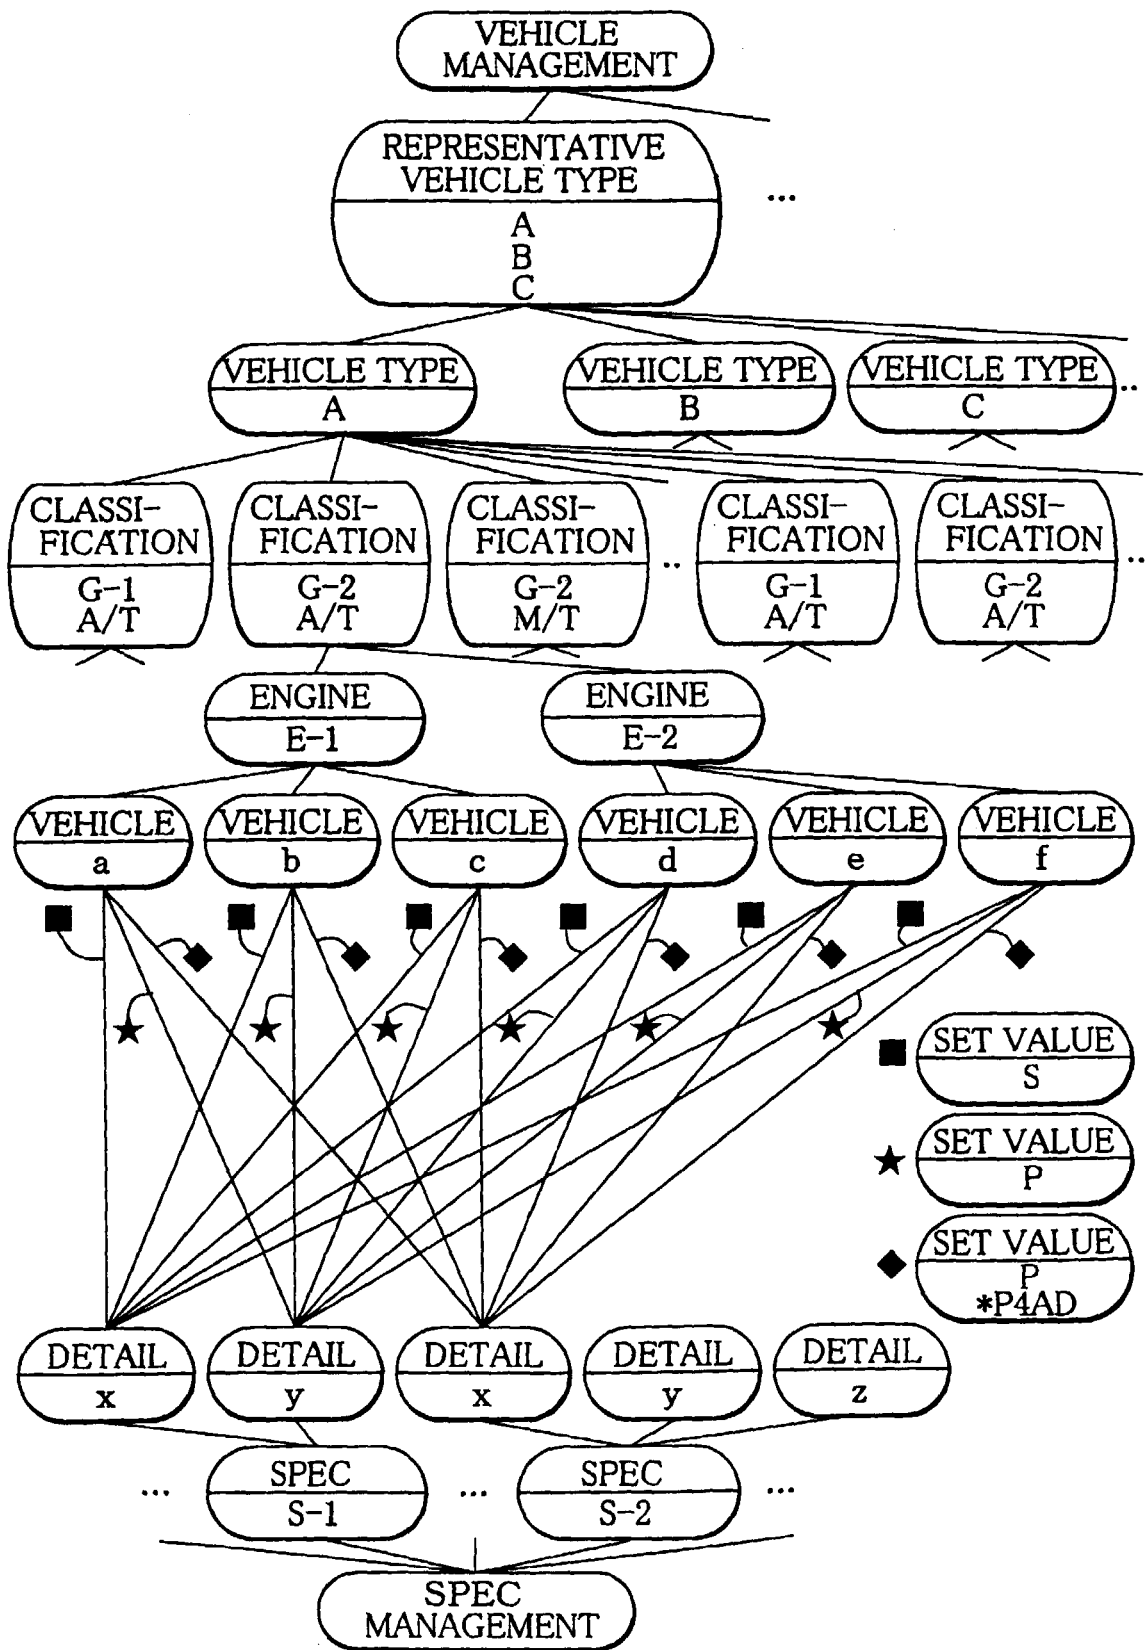 VEHICLE
MANAGEMENT
REPRESENTATIVE
VEHICLE TYPE
A
B
C
...
VEHICLE TYPE
A
VEHICLE TYPE
B
VEHICLE TYPE
C
..
CLASSI-
FICATION
G-1
A/T
CLASSI-
FICATION
G-2
A/T
CLASSI-
FICATION
G-2
M/T
..
CLASSI-
FICATION
G-1
A/T
CLASSI-
FICATION
G-2
A/T
..
ENGINE
E-1
ENGINE
E-2
VEHICLE
a
VEHICLE
b
VEHICLE
c
VEHICLE
d
VEHICLE
e
VEHICLE
f
■ SET VALUE
S
★ SET VALUE
P
◆ SET VALUE
P
*P4AD
DETAIL
x
DETAIL
y
DETAIL
x
DETAIL
y
DETAIL
z
...
SPEC
S-1
...
SPEC
S-2
...
SPEC
MANAGEMENT